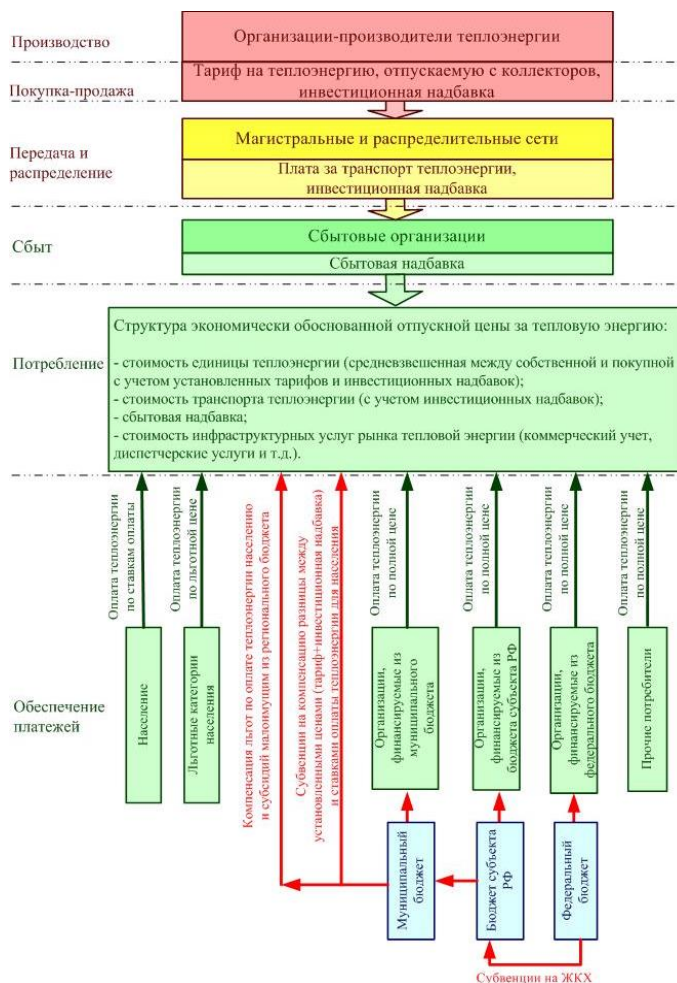 Производство
Организации-производители теплоэнергии
Покупка-продажа
Тариф на теплоэнергию, отпускаемую с коллекторов,
инвестиционная надбавка
Передача и
распределение
Магистральные и распределительные сети
Плата за транспорт теплоэнергии,
инвестиционная надбавка
Сбыт
Сбытовые организации
Сбытовая надбавка
Потребление
Структура экономически обоснованной отпускной цены за тепловую энергию:
- стоимость единицы теплоэнергии (средневзвешенная между собственной и покупной
с учетом установленных тарифов и инвестиционных надбавок);
- стоимость транспорта теплоэнергии (с учетом инвестиционных надбавок);
- сбытовая надбавка;
- стоимость инфраструктурных услуг рынка тепловой энергии (коммерческий учет,
диспетчерские услуги и т.д.).
Обеспечение
платежей
Оплата теплоэнергии
по ставкам оплаты
Оплата теплоэнергии
по льготной цене
Компенсация льгот по оплате теплоэнергии населению
и субсидий малоимущим из регионального бюджета
Субвенции на компенсацию разницы между
установленными ценами (тариф+инвестиционная надбавка)
и ставками оплаты теплоэнергии для населения
Оплата теплоэнергии
по полной цене
Оплата теплоэнергии
по полной цене
Оплата теплоэнергии
по полной цене
Оплата теплоэнергии
по полной цене
Население
Льготные категории
населения
Организации,
финансируемые из
муниципального
бюджета
Организации,
финансируемые из
бюджета субъекта РФ
Организации,
финансируемые из
федерального бюджета
Прочие потребители
Муниципальный
бюджет
Бюджет субъекта
РФ
Федеральный
бюджет
Субвенции на ЖКХ